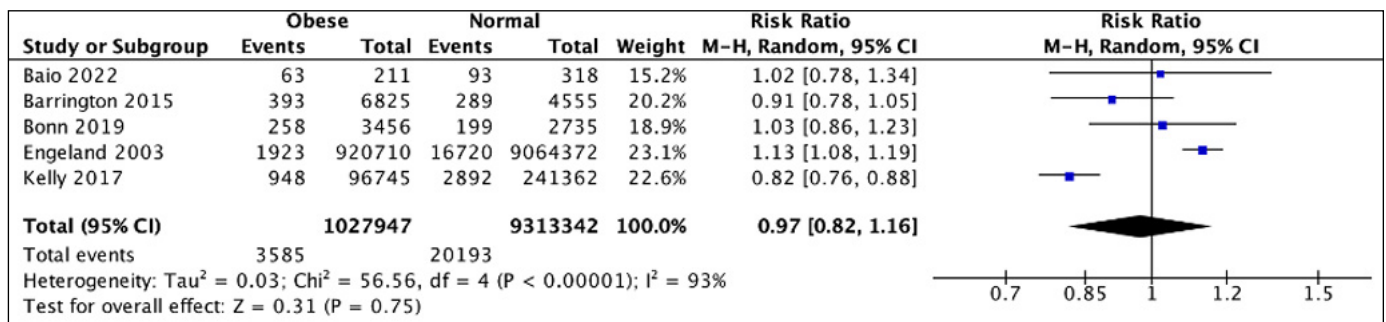 Obese Normal Risk Ratio Risk Ratio
Study or Subgroup Events Total Events Total Weight M-H, Random, 95% CI M-H, Random, 95% CI
Baio 2022 63 211 93 318 15.2% 1.02 [0.78, 1.34]
Barrington 2015 393 6825 289 4555 20.2% 0.91 [0.78, 1.05]
Bonn 2019 258 3456 199 2735 18.9% 1.03 [0.86, 1.23]
Engeland 2003 1923 920710 16720 9064372 23.1% 1.13 [1.08, 1.19]
Kelly 2017 948 96745 2892 241362 22.6% 0.82 [0.76, 0.88]
Total (95% CI) 1027947 9313342 100.0% 0.97 [0.82, 1.16]
Total events 3585 20193
Heterogeneity: Tau² = 0.03; Chi² = 56.56, df = 4 (P < 0.00001); I² = 93%
Test for overall effect: Z = 0.31 (P = 0.75)
0.7 0.85 1 1.2 1.5